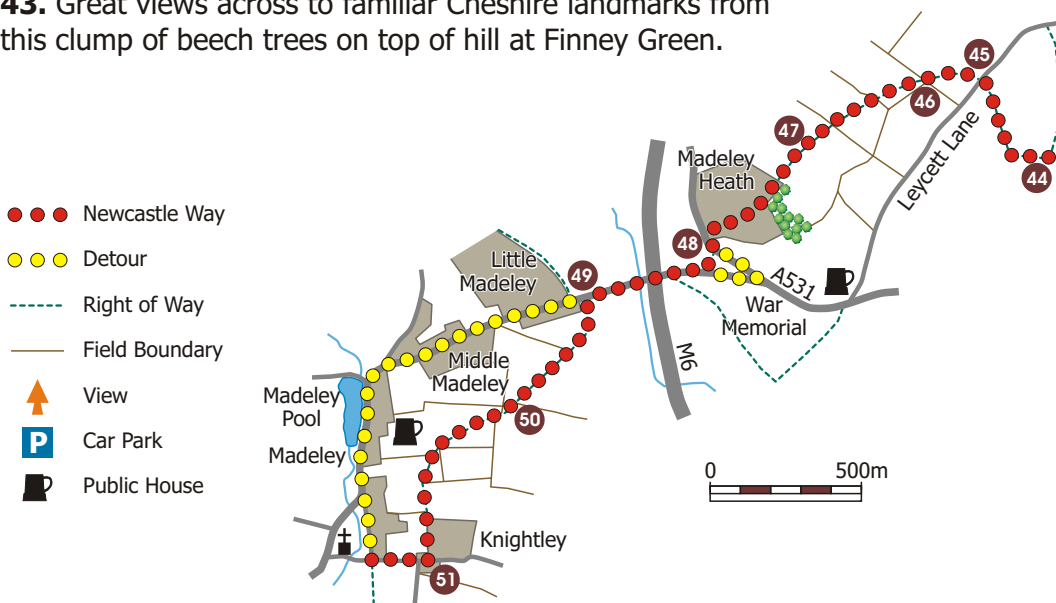 43. Great views across to familiar Cheshire landmarks from
this clump of beech trees on top of hill at Finney Green.
Newcastle Way
Detour
Right of Way
Field Boundary
View
P
Car Park
Public House
45
46
47
44
Leycett Lane
Madeley
Heath
48
A531
War
Memorial
M6
Little
Madeley
49
Middle
Madeley
50
Madeley
Pool
Madeley
Knightley
51
0
500m